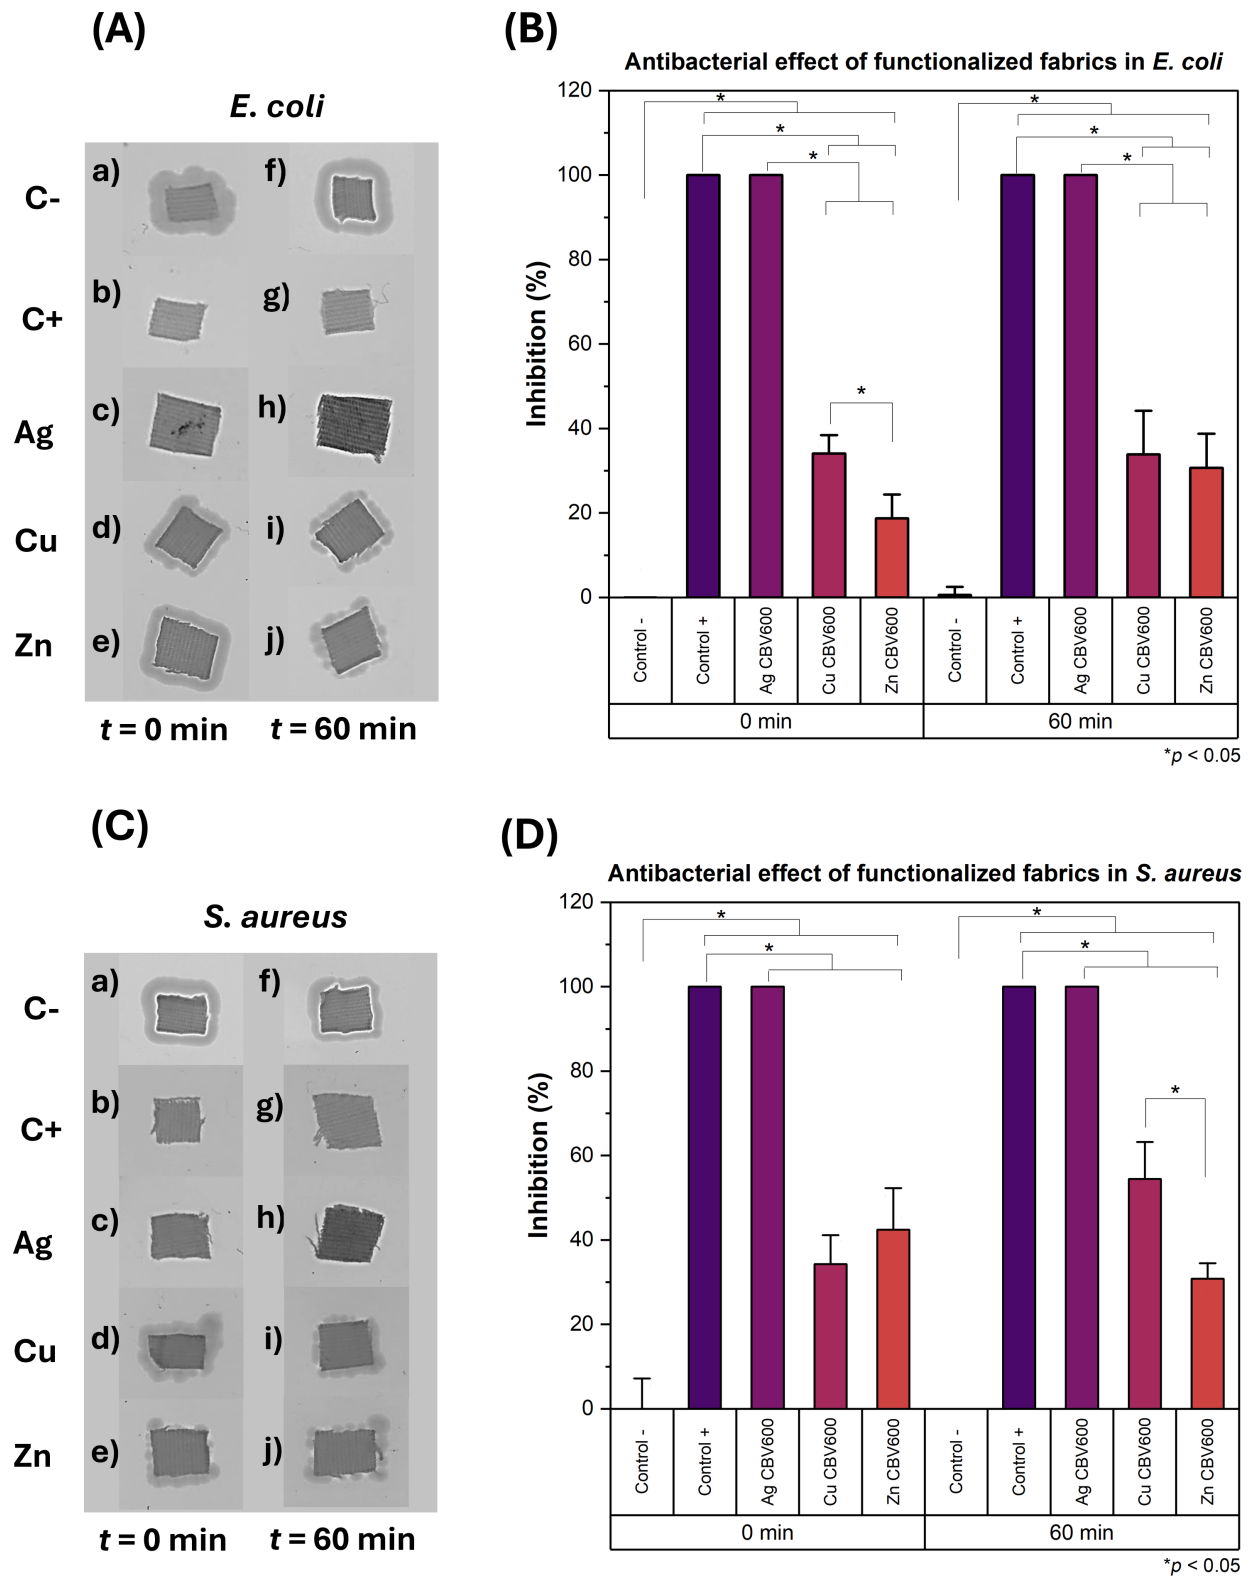 (A)
E. coli
C-
C+
Ag
Cu
Zn
a)
f)
b)
g)
c)
h)
d)
i)
e)
j)
t = 0 min
t = 60 min
(B)
Antibacterial effect of functionalized fabrics in E. coli
Inhibition (%)
120
100
80
60
40
20
0
*
*
*
*
*
*
*
Control -
Control +
Ag CBV600
Cu CBV600
Zn CBV600
Control -
Control +
Ag CBV600
Cu CBV600
Zn CBV600
0 min
60 min
*p < 0.05
(C)
S. aureus
C-
C+
Ag
Cu
Zn
a)
f)
b)
g)
c)
h)
d)
i)
e)
j)
t = 0 min
t = 60 min
(D)
Antibacterial effect of functionalized fabrics in S. aureus
Inhibition (%)
120
100
80
60
40
20
0
*
*
*
*
*
Control -
Control +
Ag CBV600
Cu CBV600
Zn CBV600
Control -
Control +
Ag CBV600
Cu CBV600
Zn CBV600
0 min
60 min
*p < 0.05